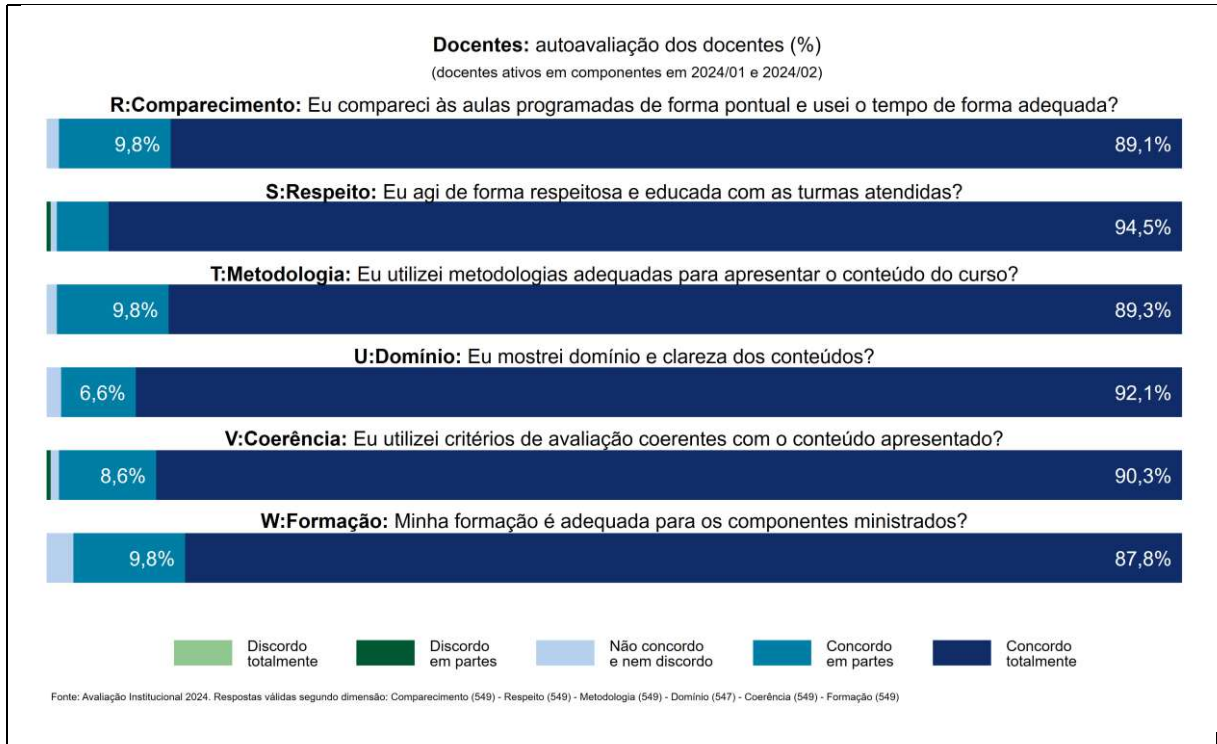 Docentes: autoavaliação dos docentes (%)
(docentes ativos em componentes em 2024/01 e 2024/02)
R:Comparecimento: Eu compareci às aulas programadas de forma pontual e usei o tempo de forma adequada?
9,8% 89,1%
S:Respeito: Eu agi de forma respeitosa e educada com as turmas atendidas?
94,5%
T:Metodologia: Eu utilizei metodologias adequadas para apresentar o conteúdo do curso?
9,8% 89,3%
U:Domínio: Eu mostrei domínio e clareza dos conteúdos?
6,6% 92,1%
V:Coerência: Eu utilizei critérios de avaliação coerentes com o conteúdo apresentado?
8,6% 90,3%
W:Formação: Minha formação é adequada para os componentes ministrados?
9,8% 87,8%
Discordo totalmente
Discordo em partes
Não concordo e nem discordo
Concordo em partes
Concordo totalmente
Fonte: Avaliação Institucional 2024. Respostas válidas segundo dimensão: Comparecimento (549) - Respeito (549) - Metodologia (549) - Domínio (547) - Coerência (549) - Formação (549)